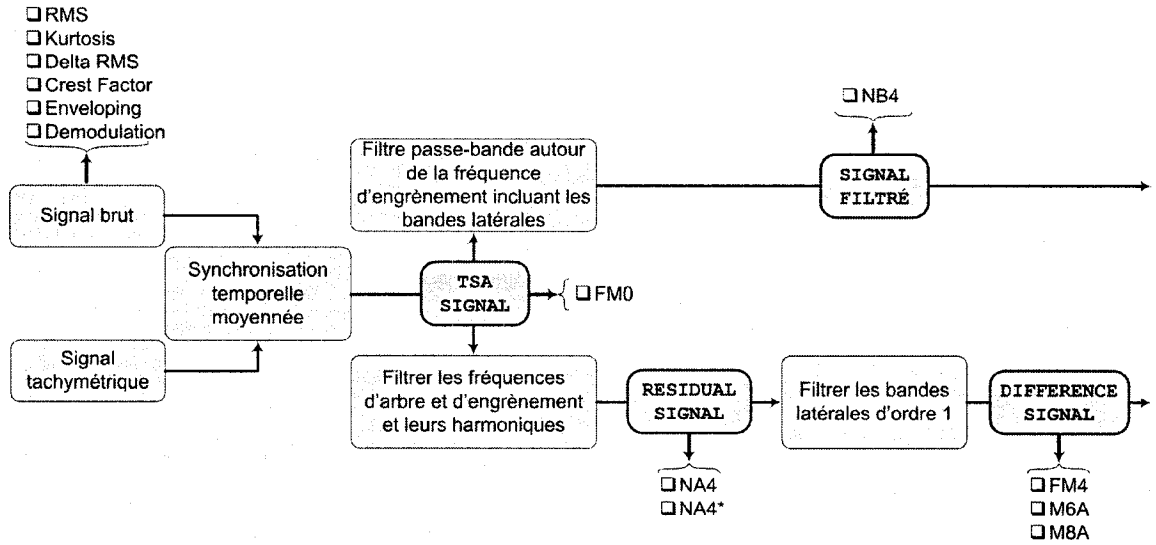 ❑ RMS
❑ Kurtosis
❑ Delta RMS
❑ Crest Factor
❑ Enveloping
❑ Demodulation
Signal brut
Signal
tachymétrique
Synchronisation
temporelle
moyennée
Filtre passe-bande autour
de la fréquence
d'engrènement incluant les
bandes latérales
❑ NB4
SIGNAL
FILTRÉ
TSA
SIGNAL
❑ FM0
Filtrer les fréquences
d'arbre et d'engrènement
et leurs harmoniques
RESIDUAL
SIGNAL
❑ NA4
❑ NA4*
Filtrer les bandes
latérales d'ordre 1
DIFFERENCE
SIGNAL
❑ FM4
❑ M6A
❑ M8A